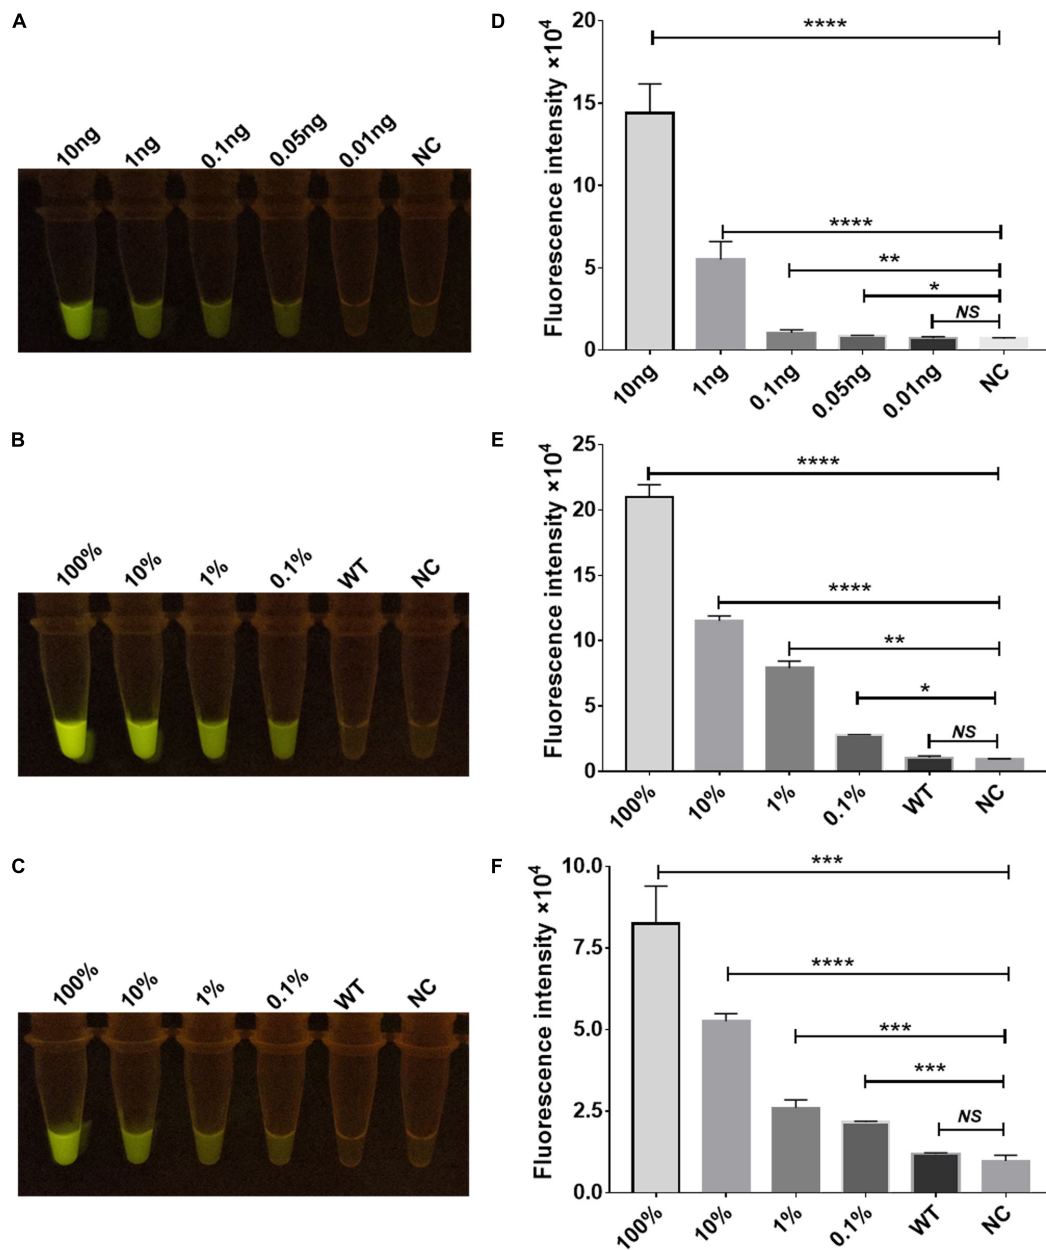 A
10ng 1ng 0.1ng 0.05ng 0.01ng NC
B
100% 10% 1% 0.1% WT NC
C
100% 10% 1% 0.1% WT NC
D
Fluorescence intensity ×10⁴
20
15
10
5
0
****
****
**
*
NS
10ng 1ng 0.1ng 0.05ng 0.01ng NC
E
Fluorescence intensity ×10⁴
25
20
15
10
5
0
****
****
**
*
NS
100% 10% 1% 0.1% WT NC
F
Fluorescence intensity ×10⁴
10.0
7.5
5.0
2.5
0.0
***
****
***
***
NS
100% 10% 1% 0.1% WT NC